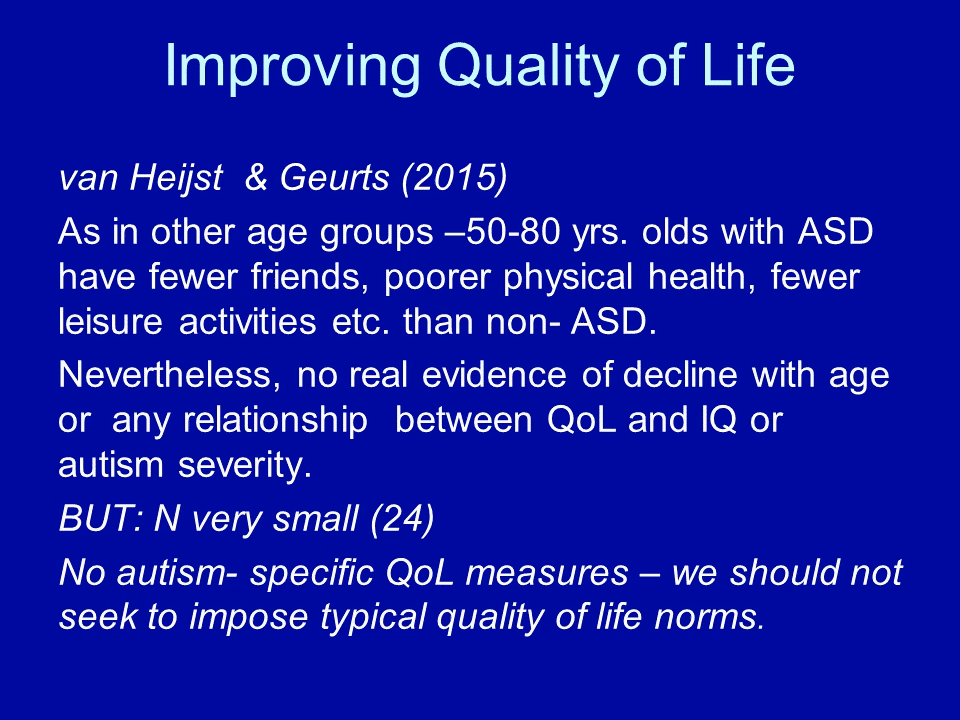 Improving Quality of Life
van Heijst & Geurts (2015)
As in other age groups –50-80 yrs. olds with ASD
have fewer friends, poorer physical health, fewer
leisure activities etc. than non- ASD.
Nevertheless, no real evidence of decline with age
or any relationship between QoL and IQ or
autism severity.
BUT: N very small (24)
No autism- specific QoL measures – we should not
seek to impose typical quality of life norms.